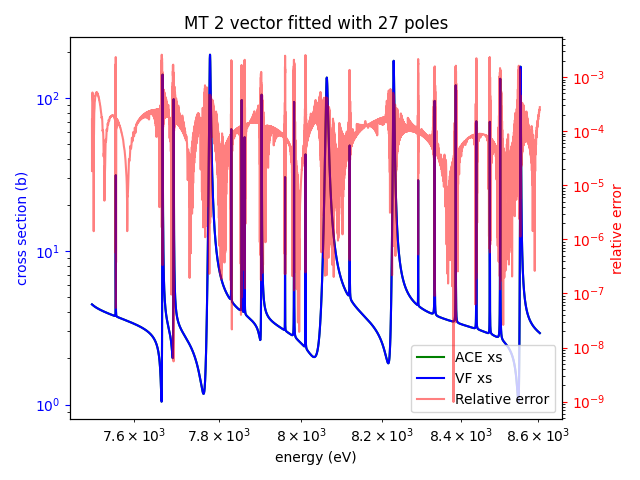 MT 2 vector fitted with 27 poles
10²
10¹
10⁰
cross section (b)
10⁻³
10⁻⁴
10⁻⁵
10⁻⁶
10⁻⁷
10⁻⁸
10⁻⁹
relative error
ACE xs
VF xs
Relative error
7.6 × 10³ 7.8 × 10³ 8 × 10³ 8.2 × 10³ 8.4 × 10³ 8.6 × 10³
energy (eV)